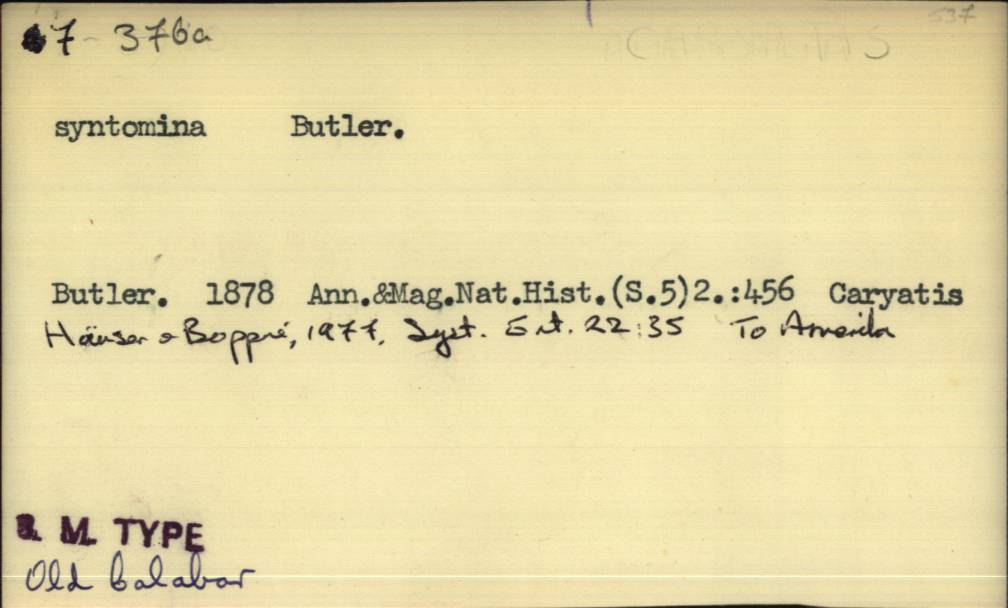 537
7 - 376a
syntomina Butler.
Butler. 1878 Ann.&Mag.Nat.Hist.(S.5)2.:456 Caryatis
Häuser & Boppré, 1977, Syst. Ent. 22:35 To Amerila
B. M. TYPE
Old Calabar